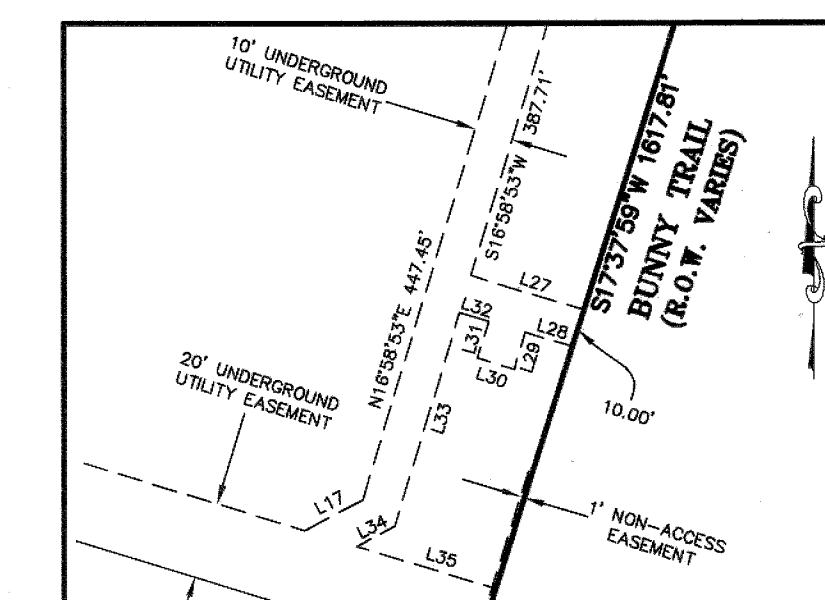 10' UNDERGROUND
UTILITY EASEMENT
387.71'
S16°58'53"W
S17°37'59"W 1617.81'
BUNNY TRAIL
(R.O.W. VARIES)
N16°58'53"E 447.45'
L27
L32
L28
L31
L29
L30
10.00'
20' UNDERGROUND
UTILITY EASEMENT
L33
L17
L34
1' NON-ACCESS
EASEMENT
L35